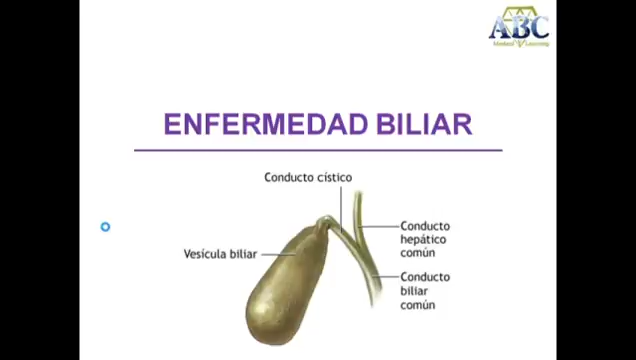 ABC
Medical Learning
ENFERMEDAD BILIAR
Conducto cístico
Vesícula biliar
Conducto
hepático
común
Conducto
biliar
común